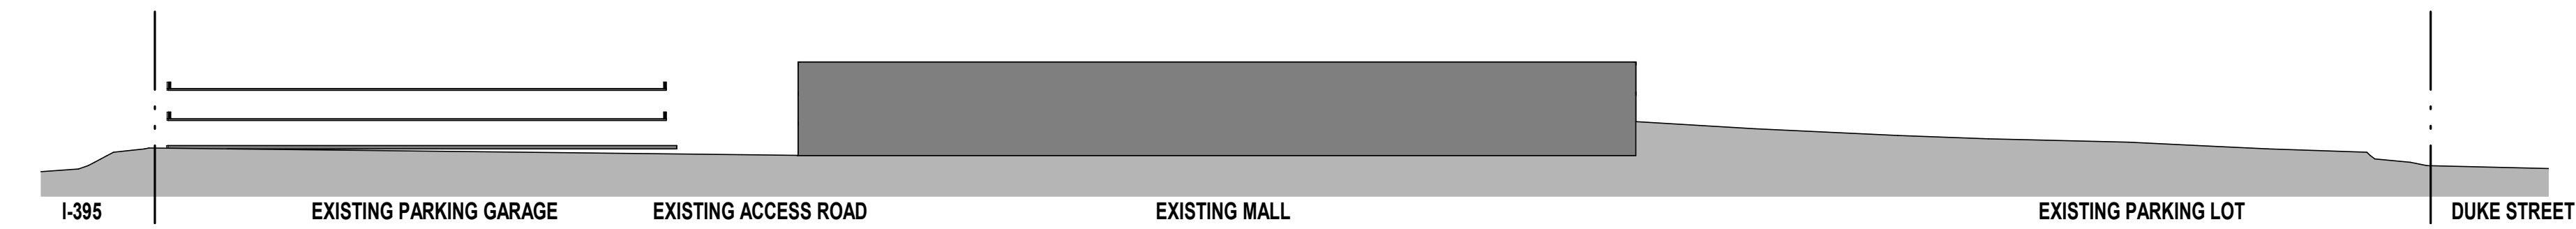 I-395 EXISTING PARKING GARAGE EXISTING ACCESS ROAD EXISTING MALL EXISTING PARKING LOT DUKE STREET